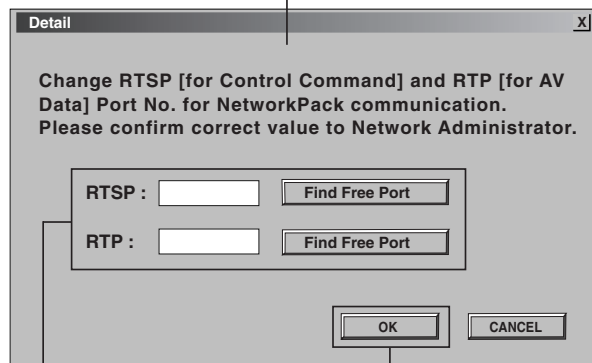 Detail X
Change RTSP [for Control Command] and RTP [for AV
Data] Port No. for NetworkPack communication.
Please confirm correct value to Network Administrator.
RTSP : Find Free Port
RTP : Find Free Port
OK CANCEL